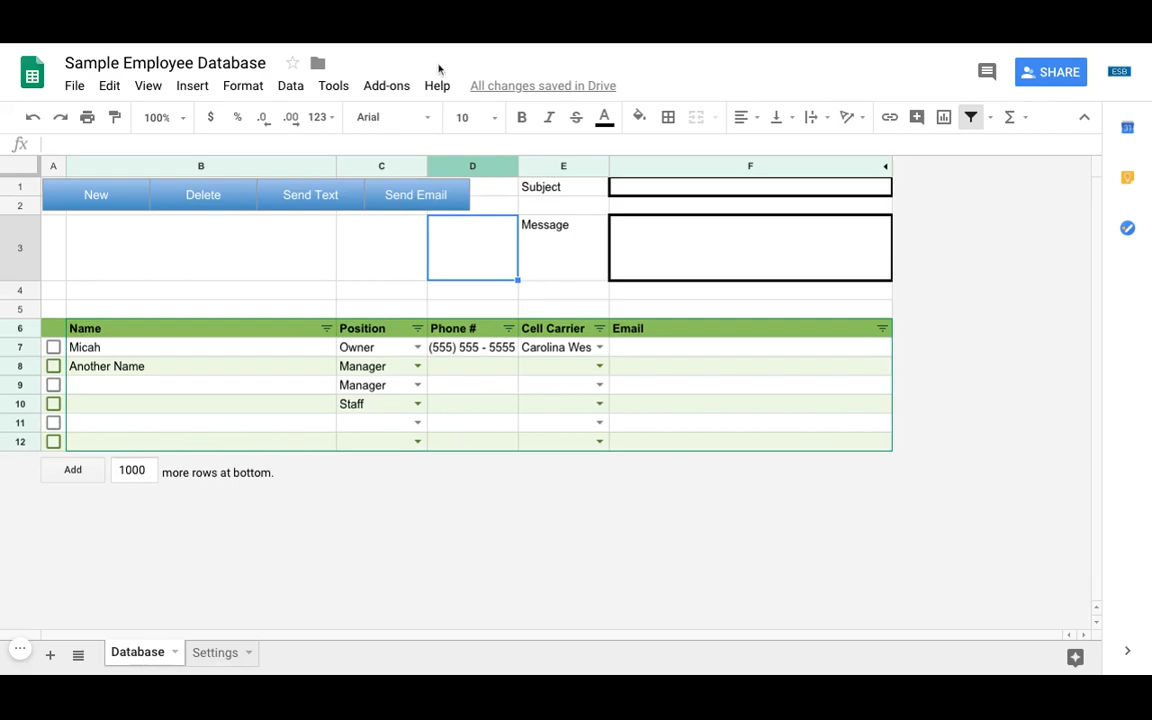 Sample Employee Database
File Edit View Insert Format Data Tools Add-ons Help All changes saved in Drive
SHARE
ESB
100% $ % .0 .00 123 Arial 10 B I S A Σ
31
fx
A B C D E F
1 New Delete Send Text Send Email Subject
2
3 Message
4
5
6 Name Position Phone # Cell Carrier Email
7 Micah Owner (555) 555 - 5555 Carolina Wes
8 Another Name Manager
9 Manager
10 Staff
11
12
Add 1000 more rows at bottom.
Database Settings